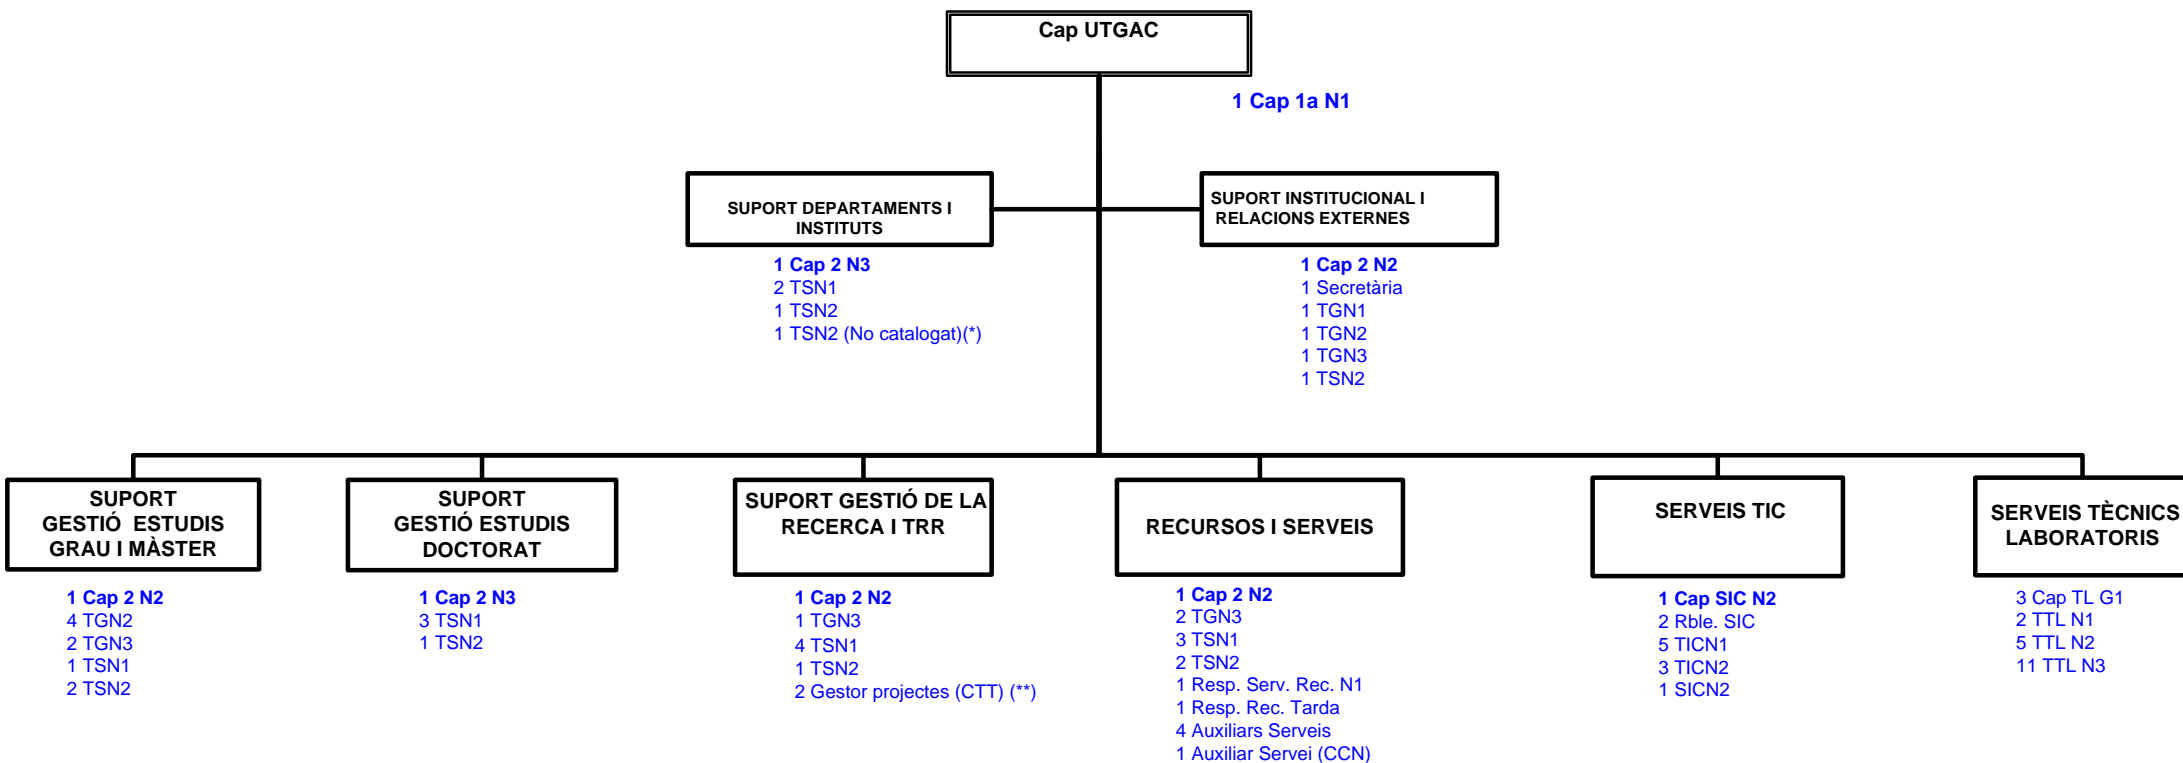 Cap UTGAC
1 Cap 1a N1
SUPORT DEPARTAMENTS I
INSTITUTS
1 Cap 2 N3
2 TSN1
1 TSN2
1 TSN2 (No catalogat)(*)
SUPORT INSTITUCIONAL I
RELACIONS EXTERNES
1 Cap 2 N2
1 Secretària
1 TGN1
1 TGN2
1 TGN3
1 TSN2
SUPORT
GESTIÓ ESTUDIS
GRAU I MÀSTER
1 Cap 2 N2
4 TGN2
2 TGN3
1 TSN1
2 TSN2
SUPORT
GESTIÓ ESTUDIS
DOCTORAT
1 Cap 2 N3
3 TSN1
1 TSN2
SUPORT GESTIÓ DE LA
RECERCA I TRR
1 Cap 2 N2
1 TGN3
4 TSN1
1 TSN2
2 Gestor projectes (CTT) (**)
RECURSOS I SERVEIS
1 Cap 2 N2
2 TGN3
3 TSN1
2 TSN2
1 Resp. Serv. Rec. N1
1 Resp. Rec. Tarda
4 Auxiliars Serveis
1 Auxiliar Servei (CCN)
SERVEIS TIC
1 Cap SIC N2
2 Rble. SIC
5 TICN1
3 TICN2
1 SICN2
SERVEIS TÈCNICS
LABORATORIS
3 Cap TL G1
2 TTL N1
5 TTL N2
11 TTL N3